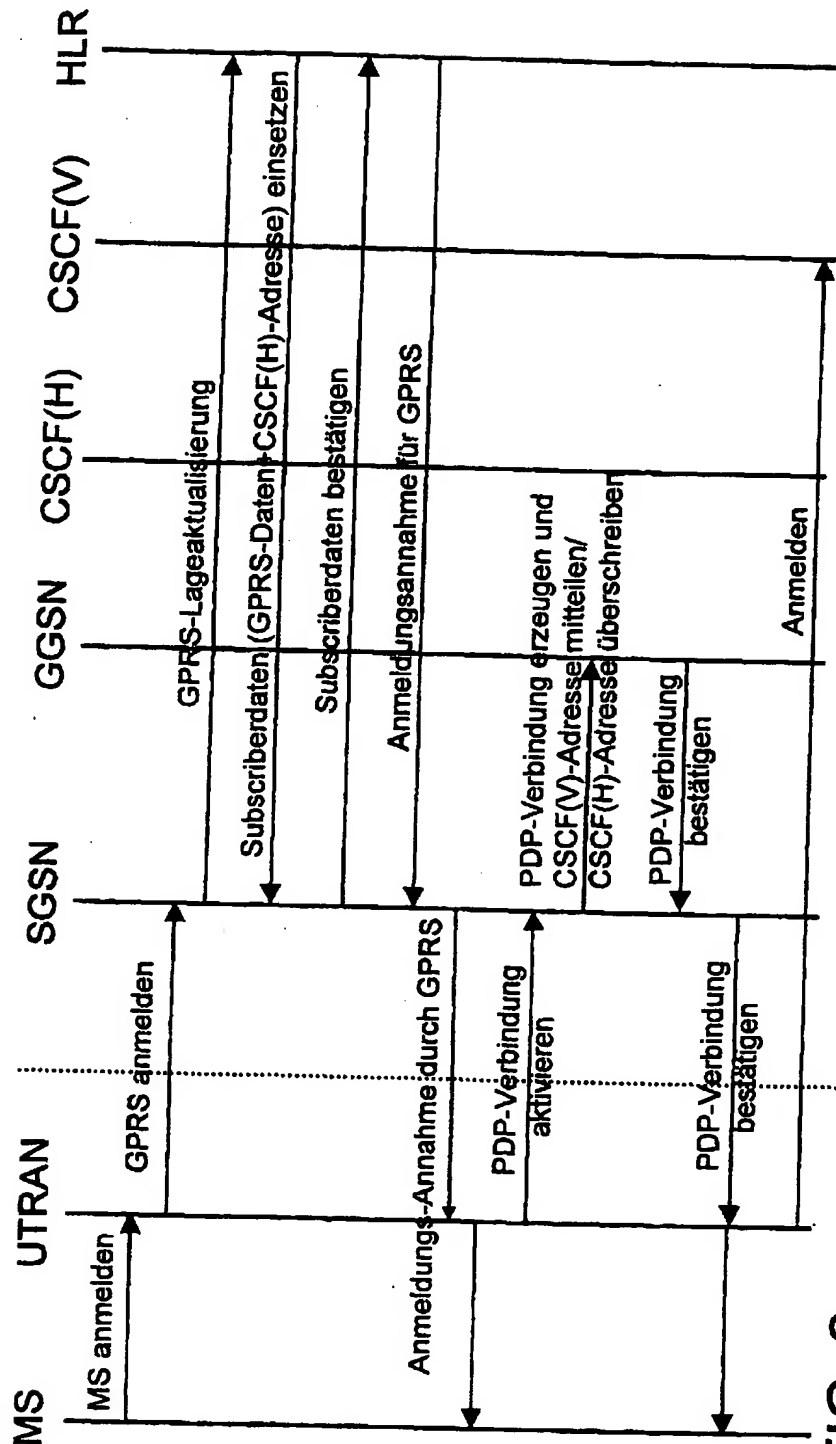 MS
UTRAN
SGSN
GGSN
CSCF(H)
CSCF(V)
HLR
MS anmelden
GPRS anmelden
GPRS-Lageaktualisierung
Subscriberdaten (GPRS-Daten+CSCF(H)-Adresse) einsetzen
Subscriberdaten bestätigen
Anmeldungsannahme für GPRS
Anmeldungs-Annahme durch GPRS
PDP-Verbindung
aktivieren
PDP-Verbindung erzeugen und
CSCF(V)-Adresse mitteilen/
CSCF(H)-Adresse überschreiben
PDP-Verbindung
bestätigen
PDP-Verbindung
bestätigen
Anmelden